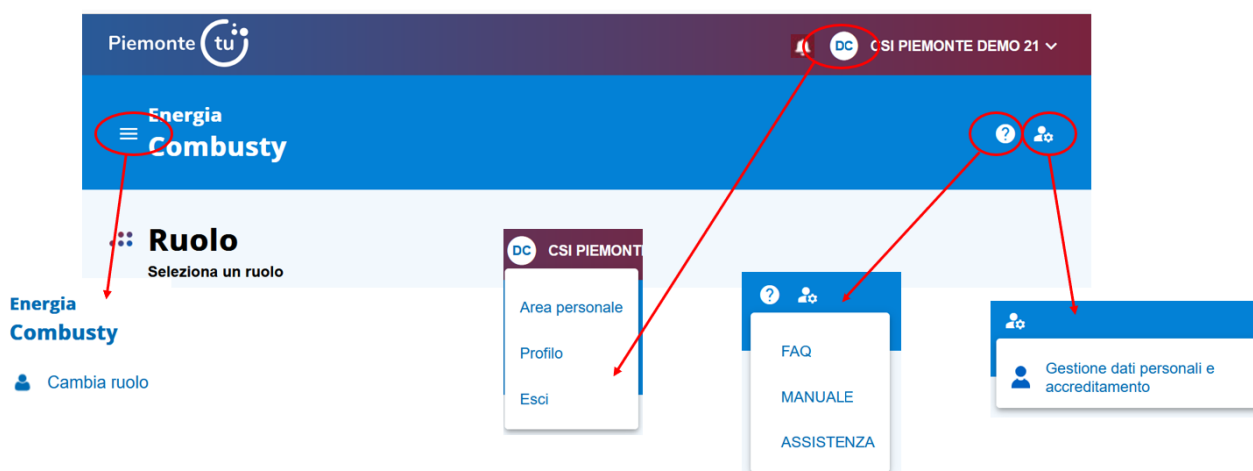 Piemonte tu
DC CSI PIEMONTE DEMO 21
Energia
Combusty
Ruolo
Seleziona un ruolo
Energia
Combusty
Cambia ruolo
DC CSI PIEMONT
Area personale
Profilo
Esci
FAQ
MANUALE
ASSISTENZA
Gestione dati personali e
accreditamento